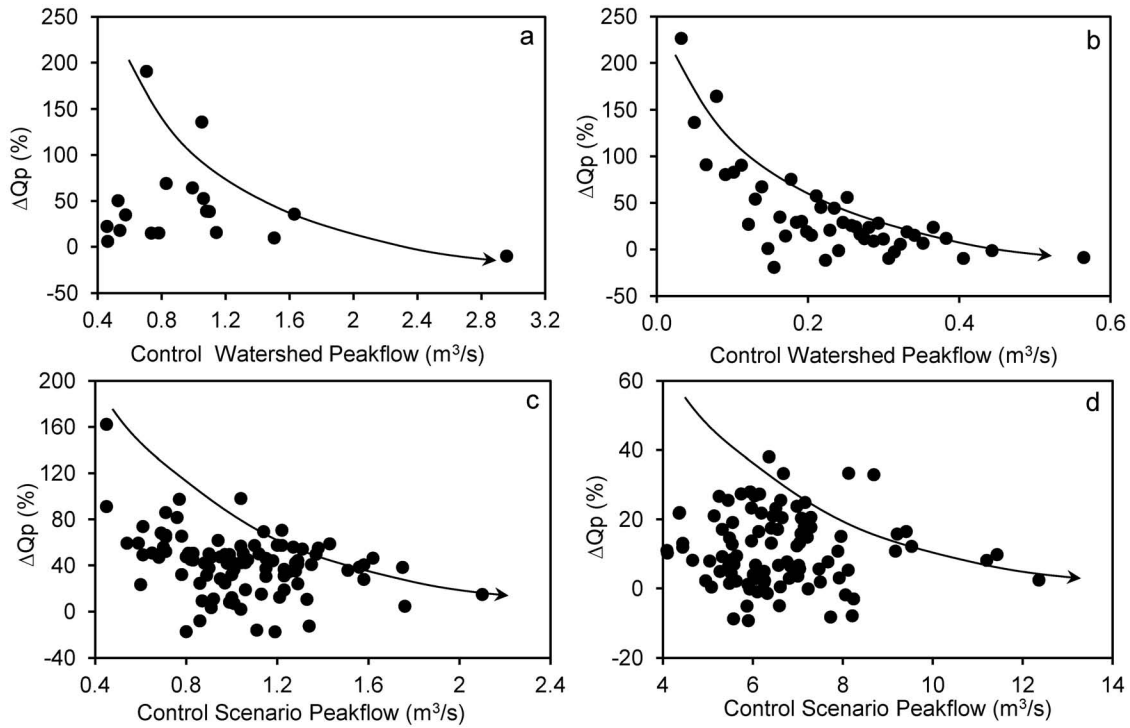 a
ΔQp (%)
250
200
150
100
50
0
-50
0.4 0.8 1.2 1.6 2 2.4 2.8 3.2
Control Watershed Peakflow (m³/s)
b
ΔQp (%)
250
200
150
100
50
0
-50
0.0 0.2 0.4 0.6
Control Watershed Peakflow (m³/s)
c
ΔQp (%)
200
160
120
80
40
0
-40
0.4 0.8 1.2 1.6 2 2.4
Control Scenario Peakflow (m³/s)
d
ΔQp (%)
60
40
20
0
-20
4 6 8 10 12 14
Control Scenario Peakflow (m³/s)